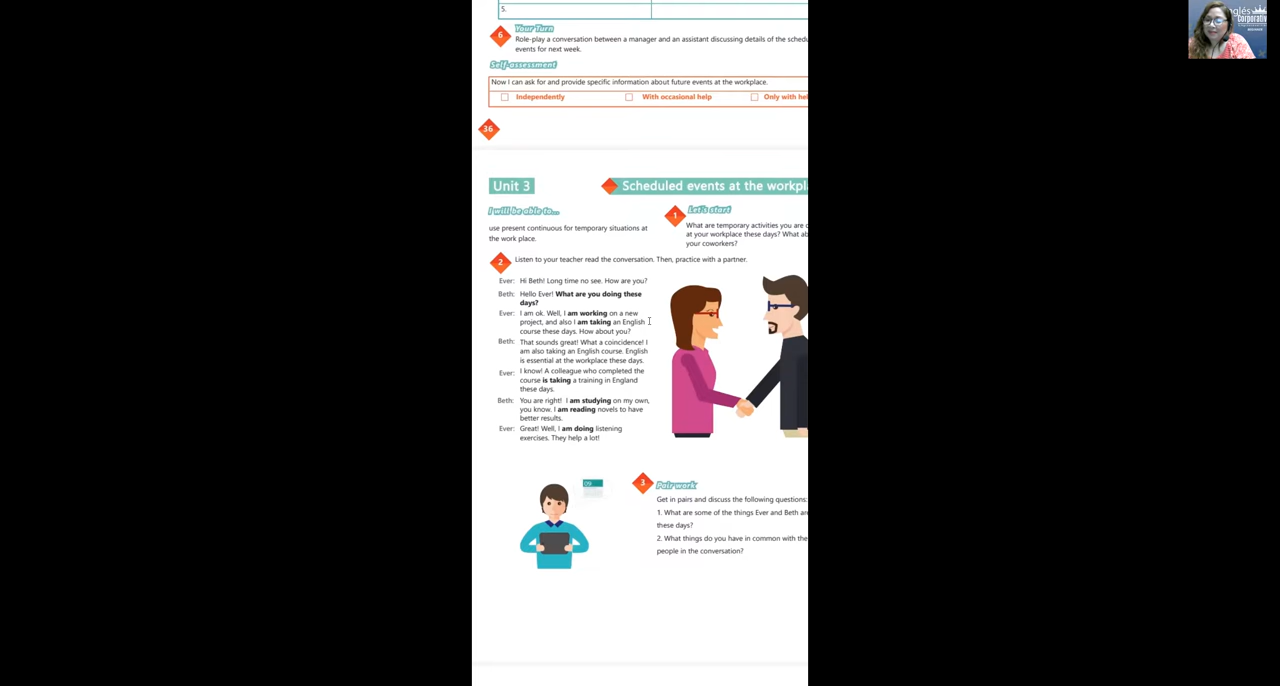 5.
6
Your Turn
Role-play a conversation between a manager and an assistant discussing details of the
events for next week.
Self-assessment
Now I can ask for and provide specific information about future events at the workplace.
Independently
With occasional help
Only with
36
Unit 3
Scheduled events at the
I will be able to...
use present continuous for temporary situations at
the work place.
1
Let's start
What are temporary activities you are
at your workplace these days? What
your coworkers?
2
Listen to your teacher read the conversation. Then, practice with a partner.
Ever: Hi Beth! Long time no see. How are you?
Beth: Hello Ever! What are you doing these
days?
Ever: I am ok. Well, I am working on a new
project, and also I am taking an English
course these days. How about you?
Beth: That sounds great! What a coincidence! I
am also taking an English course. English
is essential at the workplace these days.
Ever: I know! A colleague who completed the
course is taking a training in England
these days.
Beth: You are right! I am studying on my own,
you know. I am reading novels to have
better results.
Ever: Great! Well, I am doing listening
exercises. They help a lot!
09
3
Pair work
Get in pairs and discuss the following questions:
1. What are some of the things Ever and Beth
these days?
2. What things do you have in common with the
people in the conversation?
nglés
Corporativ